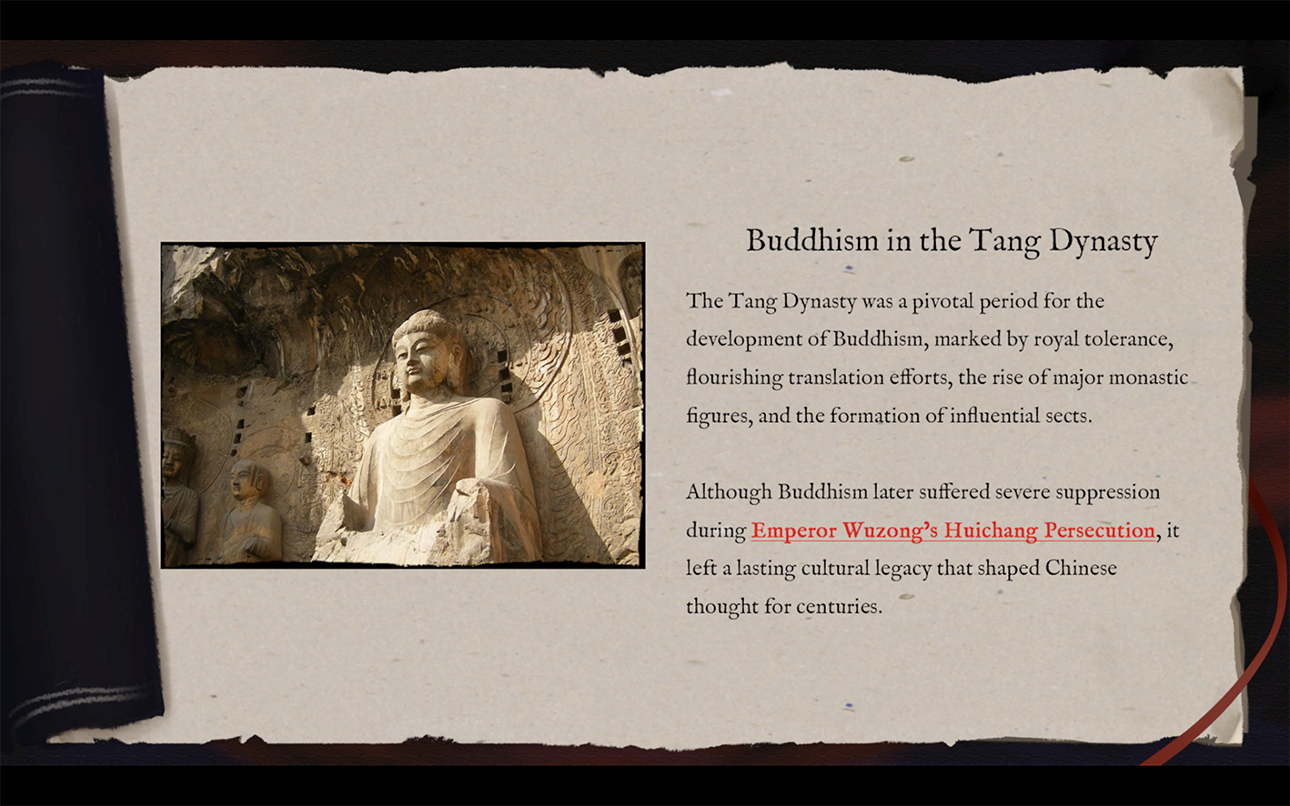 Buddhism in the Tang Dynasty
The Tang Dynasty was a pivotal period for the
development of Buddhism, marked by royal tolerance,
flourishing translation efforts, the rise of major monastic
figures, and the formation of influential sects.
Although Buddhism later suffered severe suppression
during Emperor Wuzong's Huichang Persecution, it
left a lasting cultural legacy that shaped Chinese
thought for centuries.